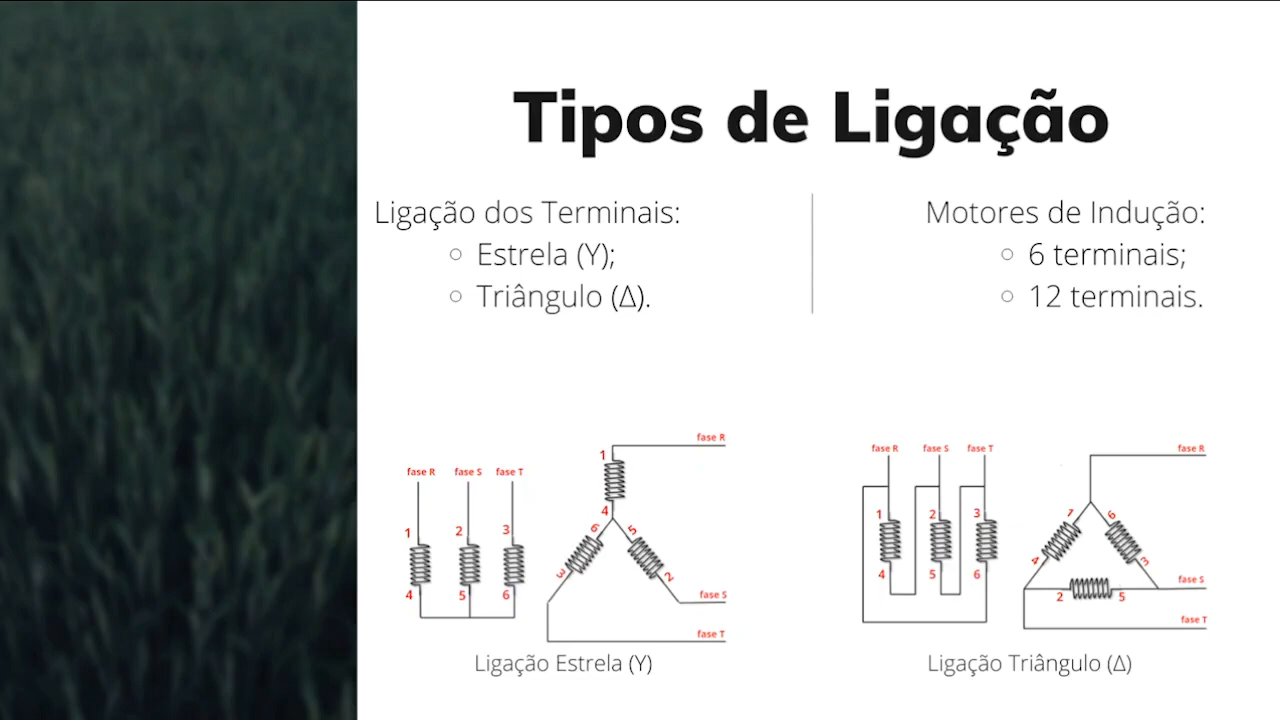 Tipos de Ligação
Ligação dos Terminais:
Estrela (Y);
Triângulo (Δ).
Motores de Indução:
6 terminais;
12 terminais.
fase R fase S fase T
1 2 3
4 5 6
fase R
1
4
6 5
3 2
fase S
fase T
Ligação Estrela (Y)
fase R fase S fase T
1 2 3
4 5 6
fase R
1 6
4 3
2 5
fase S
fase T
Ligação Triângulo (Δ)